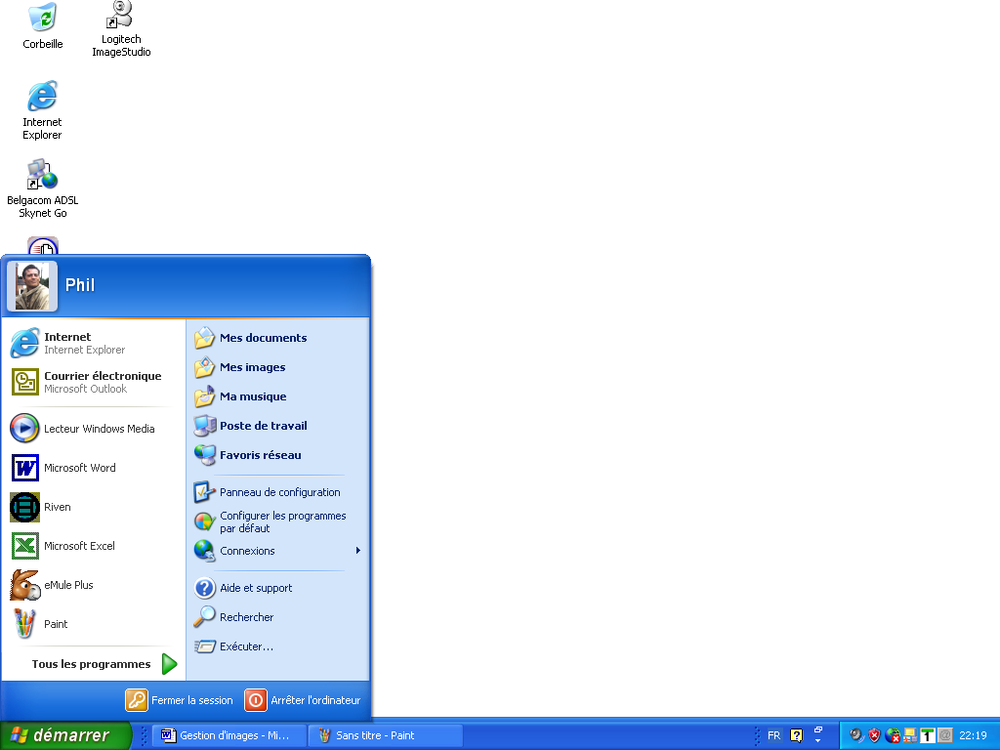 Corbeille
Logitech
ImageStudio
Internet
Explorer
Belgacom ADSL
Skynet Go
Phil
Internet
Internet Explorer
Courrier électronique
Microsoft Outlook
Lecteur Windows Media
Microsoft Word
Riven
Microsoft Excel
eMule Plus
Paint
Tous les programmes
Mes documents
Mes images
Ma musique
Poste de travail
Favoris réseau
Panneau de configuration
Configurer les programmes
par défaut
Connexions
Aide et support
Rechercher
Exécuter...
Fermer la session
Arrêter l'ordinateur
démarrer
Gestion d'images - Mi...
Sans titre - Paint
FR
22:19